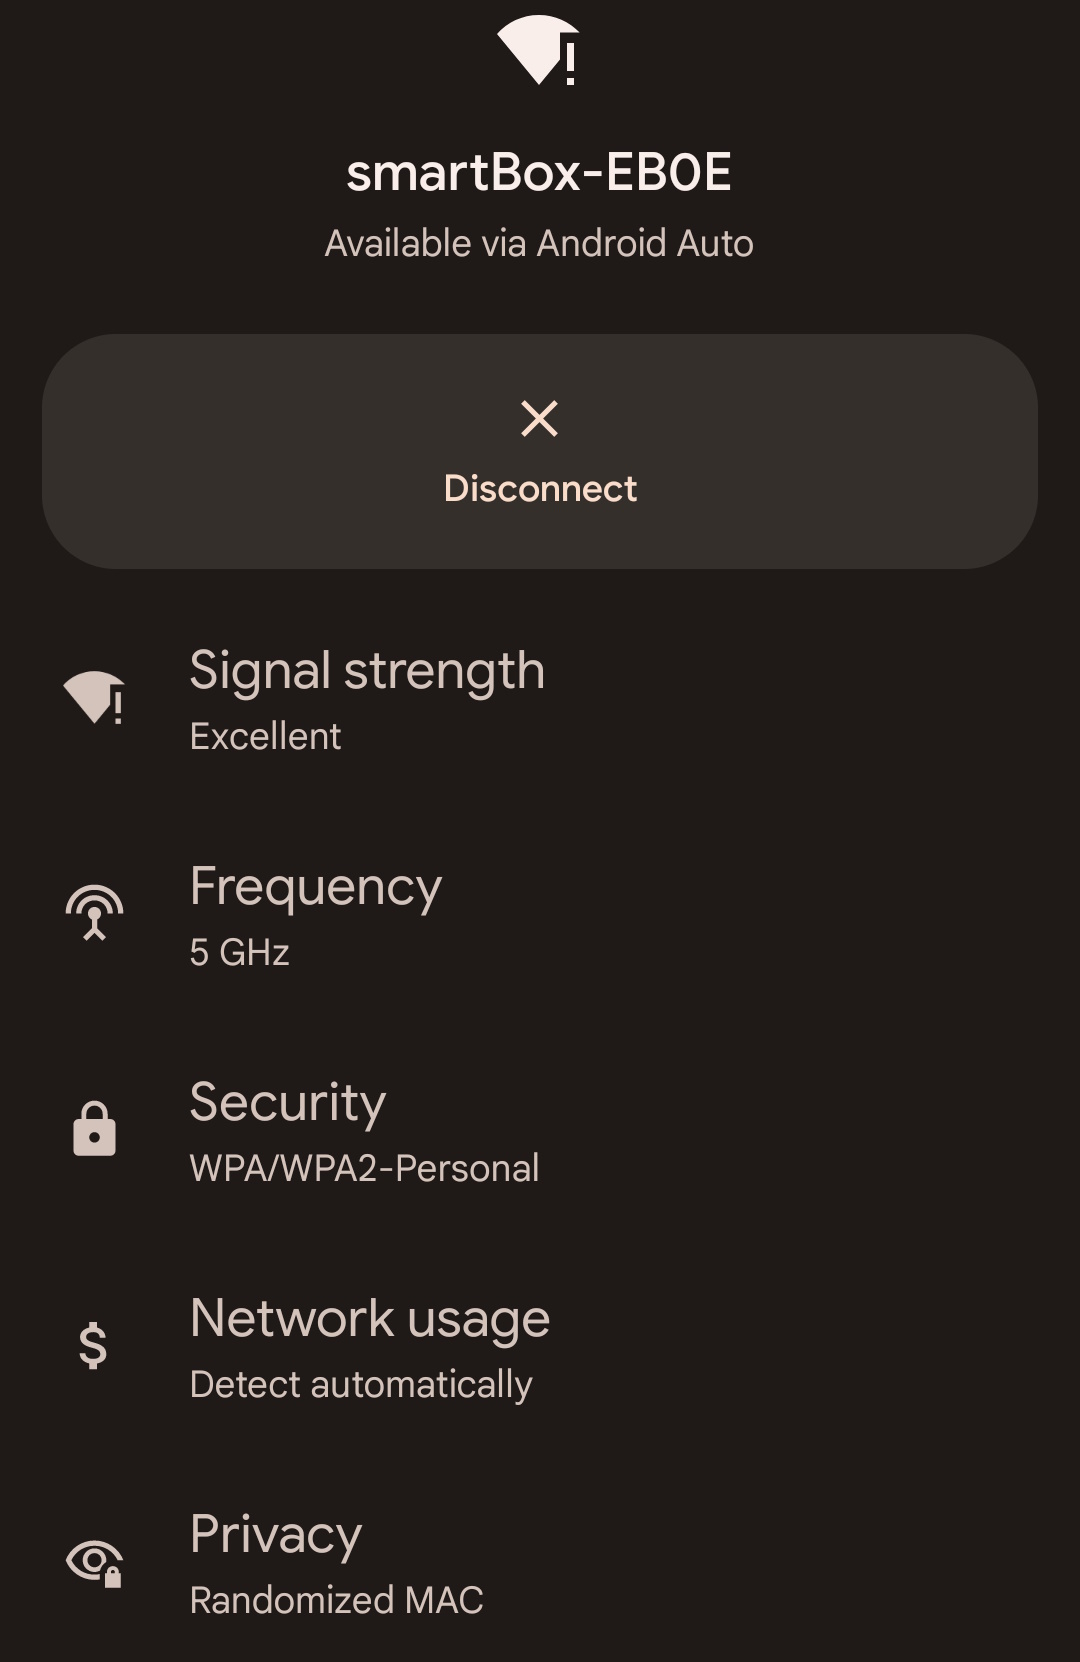 smartBox-EB0E
Available via Android Auto
Disconnect
Signal strength
Excellent
Frequency
5 GHz
Security
WPA/WPA2-Personal
Network usage
Detect automatically
Privacy
Randomized MAC